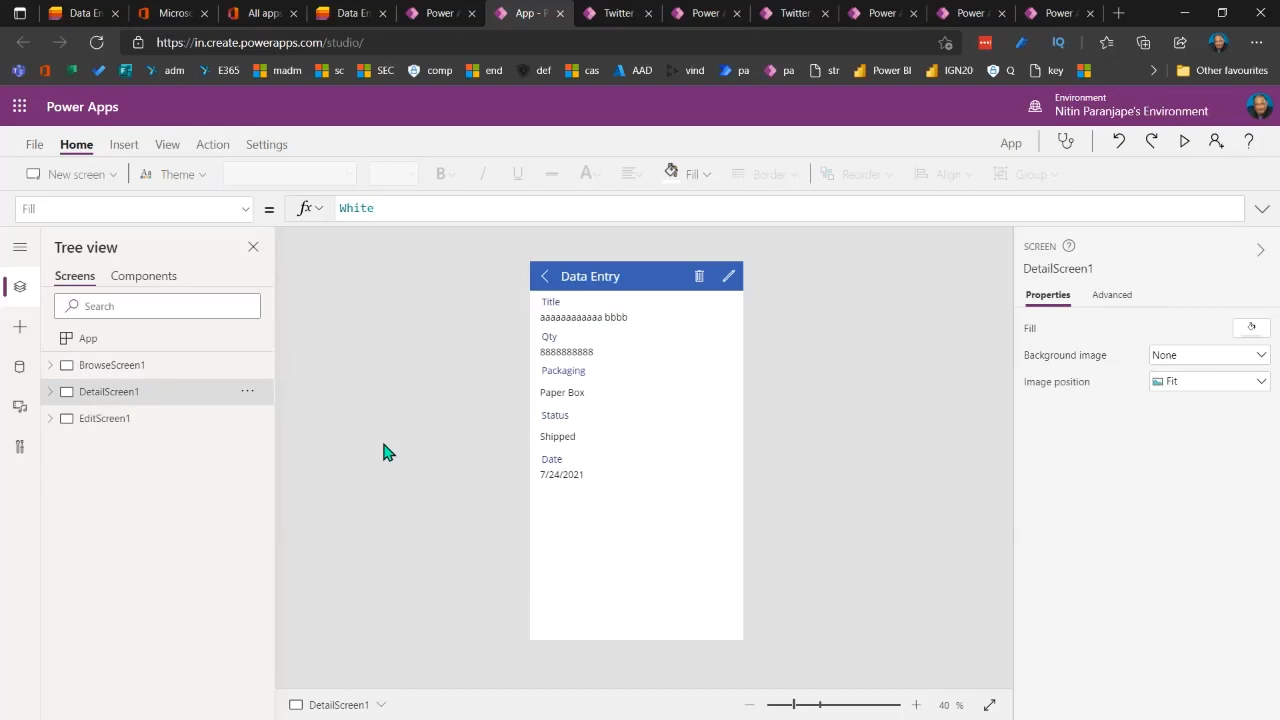 Data En
Microsc
All apps
Data En
Power A
App - P
Twitter
Power A
Twitter
Power A
Power A
Power A
https://in.create.powerapps.com/studio/
IQ
adm
E365
madm
sc
SEC
comp
end
def
cas
AAD
vind
pa
pa
str
Power BI
IGN20
Q
key
Other favourites
Power Apps
Environment
Nitin Paranjape's Environment
File
Home
Insert
View
Action
Settings
App
New screen
Theme
B
I
U
A
Fill
Border
Reorder
Align
Group
Fill
=
fx
White
Tree view
Screens
Components
Search
App
BrowseScreen1
DetailScreen1
EditScreen1
Data Entry
Title
aaaaaaaaaaaa bbbb
Qty
8888888888
Packaging
Paper Box
Status
Shipped
Date
7/24/2021
SCREEN
DetailScreen1
Properties
Advanced
Fill
Background image
None
Image position
Fit
DetailScreen1
40 %